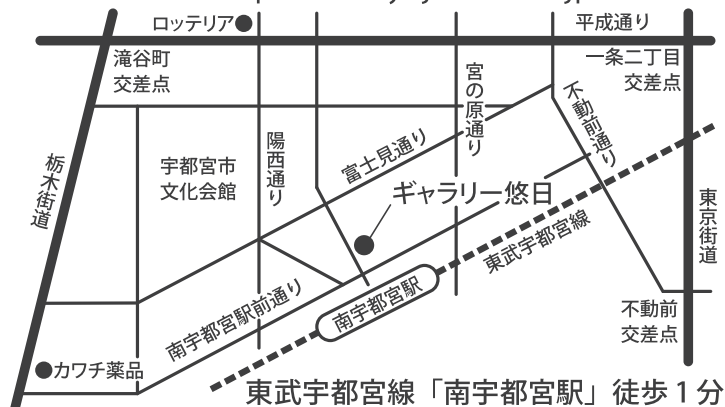 ロッテリア
平成通り
滝谷町
交差点
一条二丁目
交差点
宮の原通り
不動前通り
陽西通り
富士見通り
宇都宮市
文化会館
栃木街道
ギャラリー悠日
東京街道
東武宇都宮線
南宇都宮駅前通り
南宇都宮駅
不動前
交差点
カワチ薬品
東武宇都宮線「南宇都宮駅」徒歩1分